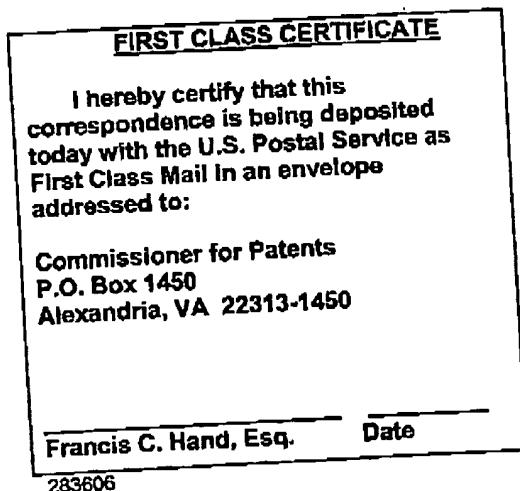 FIRST CLASS CERTIFICATE
I hereby certify that this
correspondence is being deposited
today with the U.S. Postal Service as
First Class Mail in an envelope
addressed to:
Commissioner for Patents
P.O. Box 1450
Alexandria, VA 22313-1450
Francis C. Hand, Esq. Date
283606